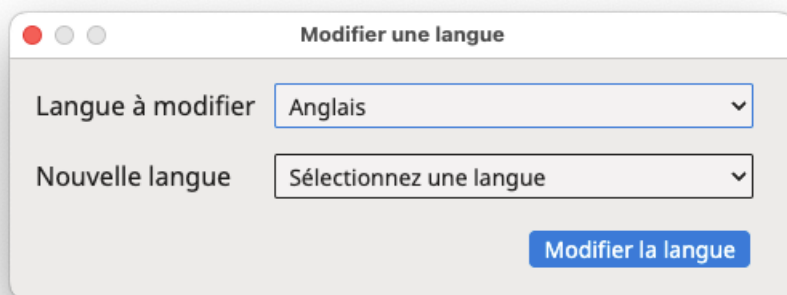 Modifier une langue
Langue à modifier Anglais
Nouvelle langue Sélectionnez une langue
Modifier la langue